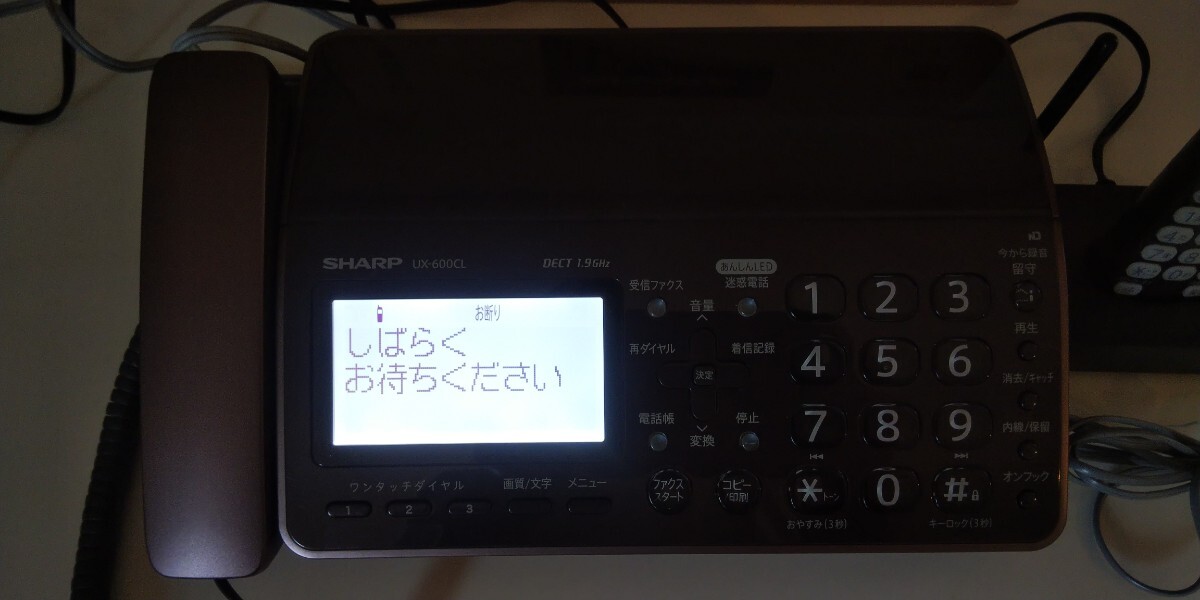 SHARP UX-600CL DECT 1.9GHz
お断り
しばらく
お待ちください
ワンタッチダイヤル 画質/文字 メニュー
1 2 3
受信ファクス
あんしんLED
迷惑電話
音量
再ダイヤル
着信記録
決定
電話帳
停止
変換
ファクス
スタート
コピー
/印刷
1 2 3
4 5 6
7 8 9
* トーン 0 #
おやすみ(3秒) キーロック(3秒)
今から録音
留守
再生
消去/キャッチ
内線/保留
オンフック